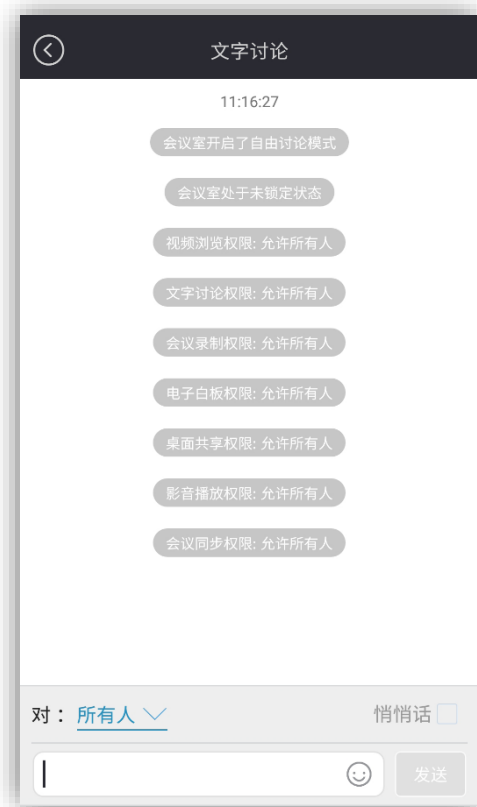 文字讨论
11:16:27
会议室开启了自由讨论模式
会议室处于未锁定状态
视频浏览权限: 允许所有人
文字讨论权限: 允许所有人
会议录制权限: 允许所有人
电子白板权限: 允许所有人
桌面共享权限: 允许所有人
影音播放权限: 允许所有人
会议同步权限: 允许所有人
对： 所有人 悄悄话
发送